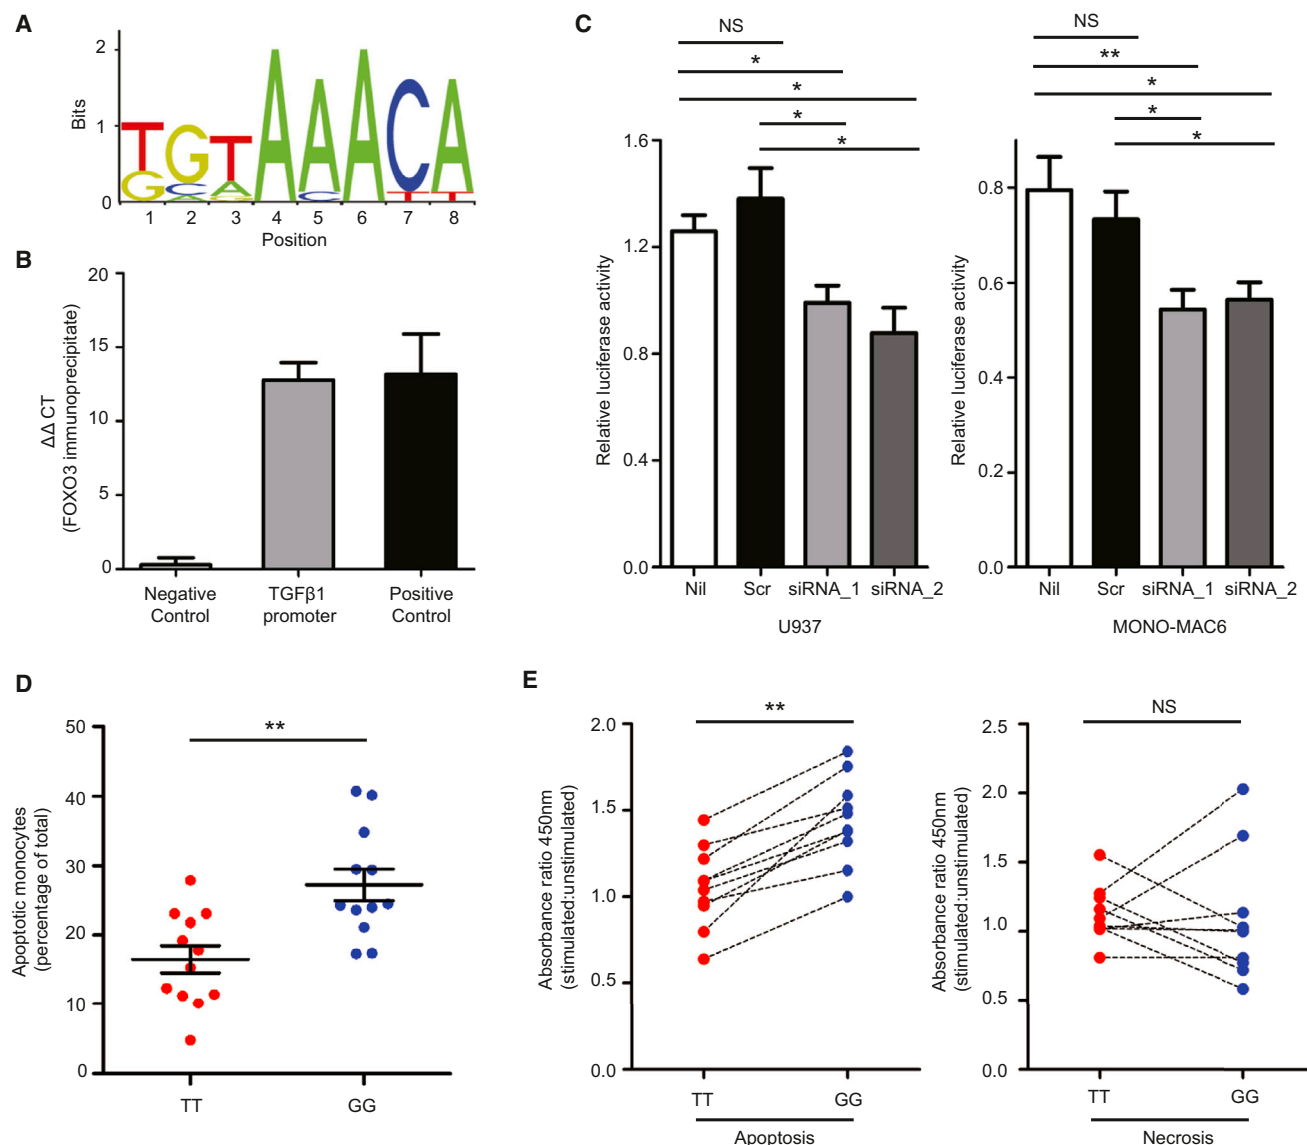 A
2
1
0
Bits
T G T A A A C A
G C A C T T
A G
1 2 3 4 5 6 7 8
Position
B
20
15
10
5
0
ΔΔ CT
(FOXO3 immunoprecipitate)
Negative
Control
TGFβ1
promoter
Positive
Control
C
NS
*
*
*
*
1.6
1.2
0.8
0.4
0.0
Relative luciferase activity
Nil Scr siRNA_1 siRNA_2
U937
NS
**
*
*
*
0.8
0.6
0.4
0.2
0.0
Relative luciferase activity
Nil Scr siRNA_1 siRNA_2
MONO-MAC6
D
**
50
40
30
20
10
0
Apoptotic monocytes
(percentage of total)
TT GG
E
**
2.0
1.5
1.0
0.5
0.0
Absorbance ratio 450nm
(stimulated:unstimulated)
TT GG
Apoptosis
NS
2.5
2.0
1.5
1.0
0.5
0.0
Absorbance ratio 450nm
(stimulated:unstimulated)
TT GG
Necrosis